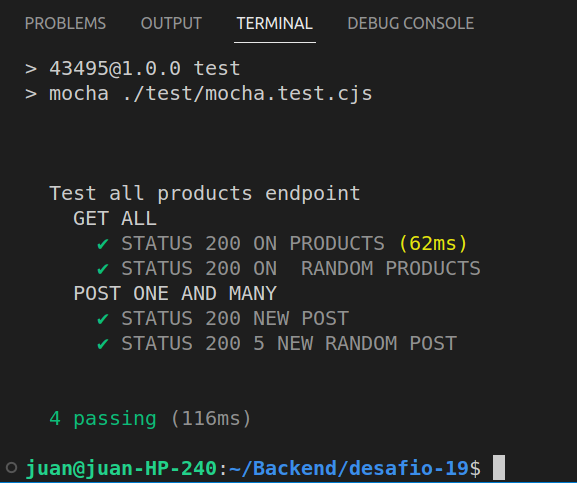 PROBLEMS OUTPUT TERMINAL DEBUG CONSOLE
> 43495@1.0.0 test
> mocha ./test/mocha.test.cjs
Test all products endpoint
GET ALL
✔ STATUS 200 ON PRODUCTS (62ms)
✔ STATUS 200 ON  RANDOM PRODUCTS
POST ONE AND MANY
✔ STATUS 200 NEW POST
✔ STATUS 200 5 NEW RANDOM POST
4 passing (116ms)
juan@juan-HP-240:~/Backend/desafio-19$